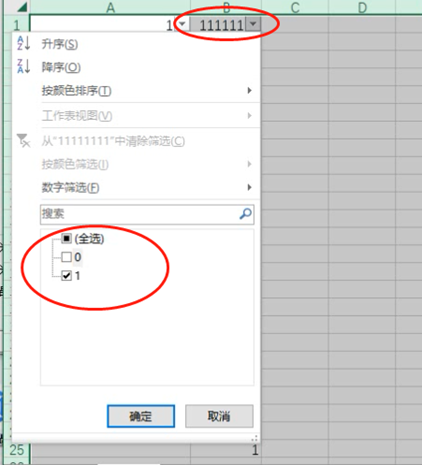 A B C D E
1 1 111111
升序(S)
降序(O)
按颜色排序(T)
工作表视图(V)
从"11111111"中清除筛选(C)
按颜色筛选(I)
数字筛选(F)
搜索
(全选)
0
1
确定 取消
25 1